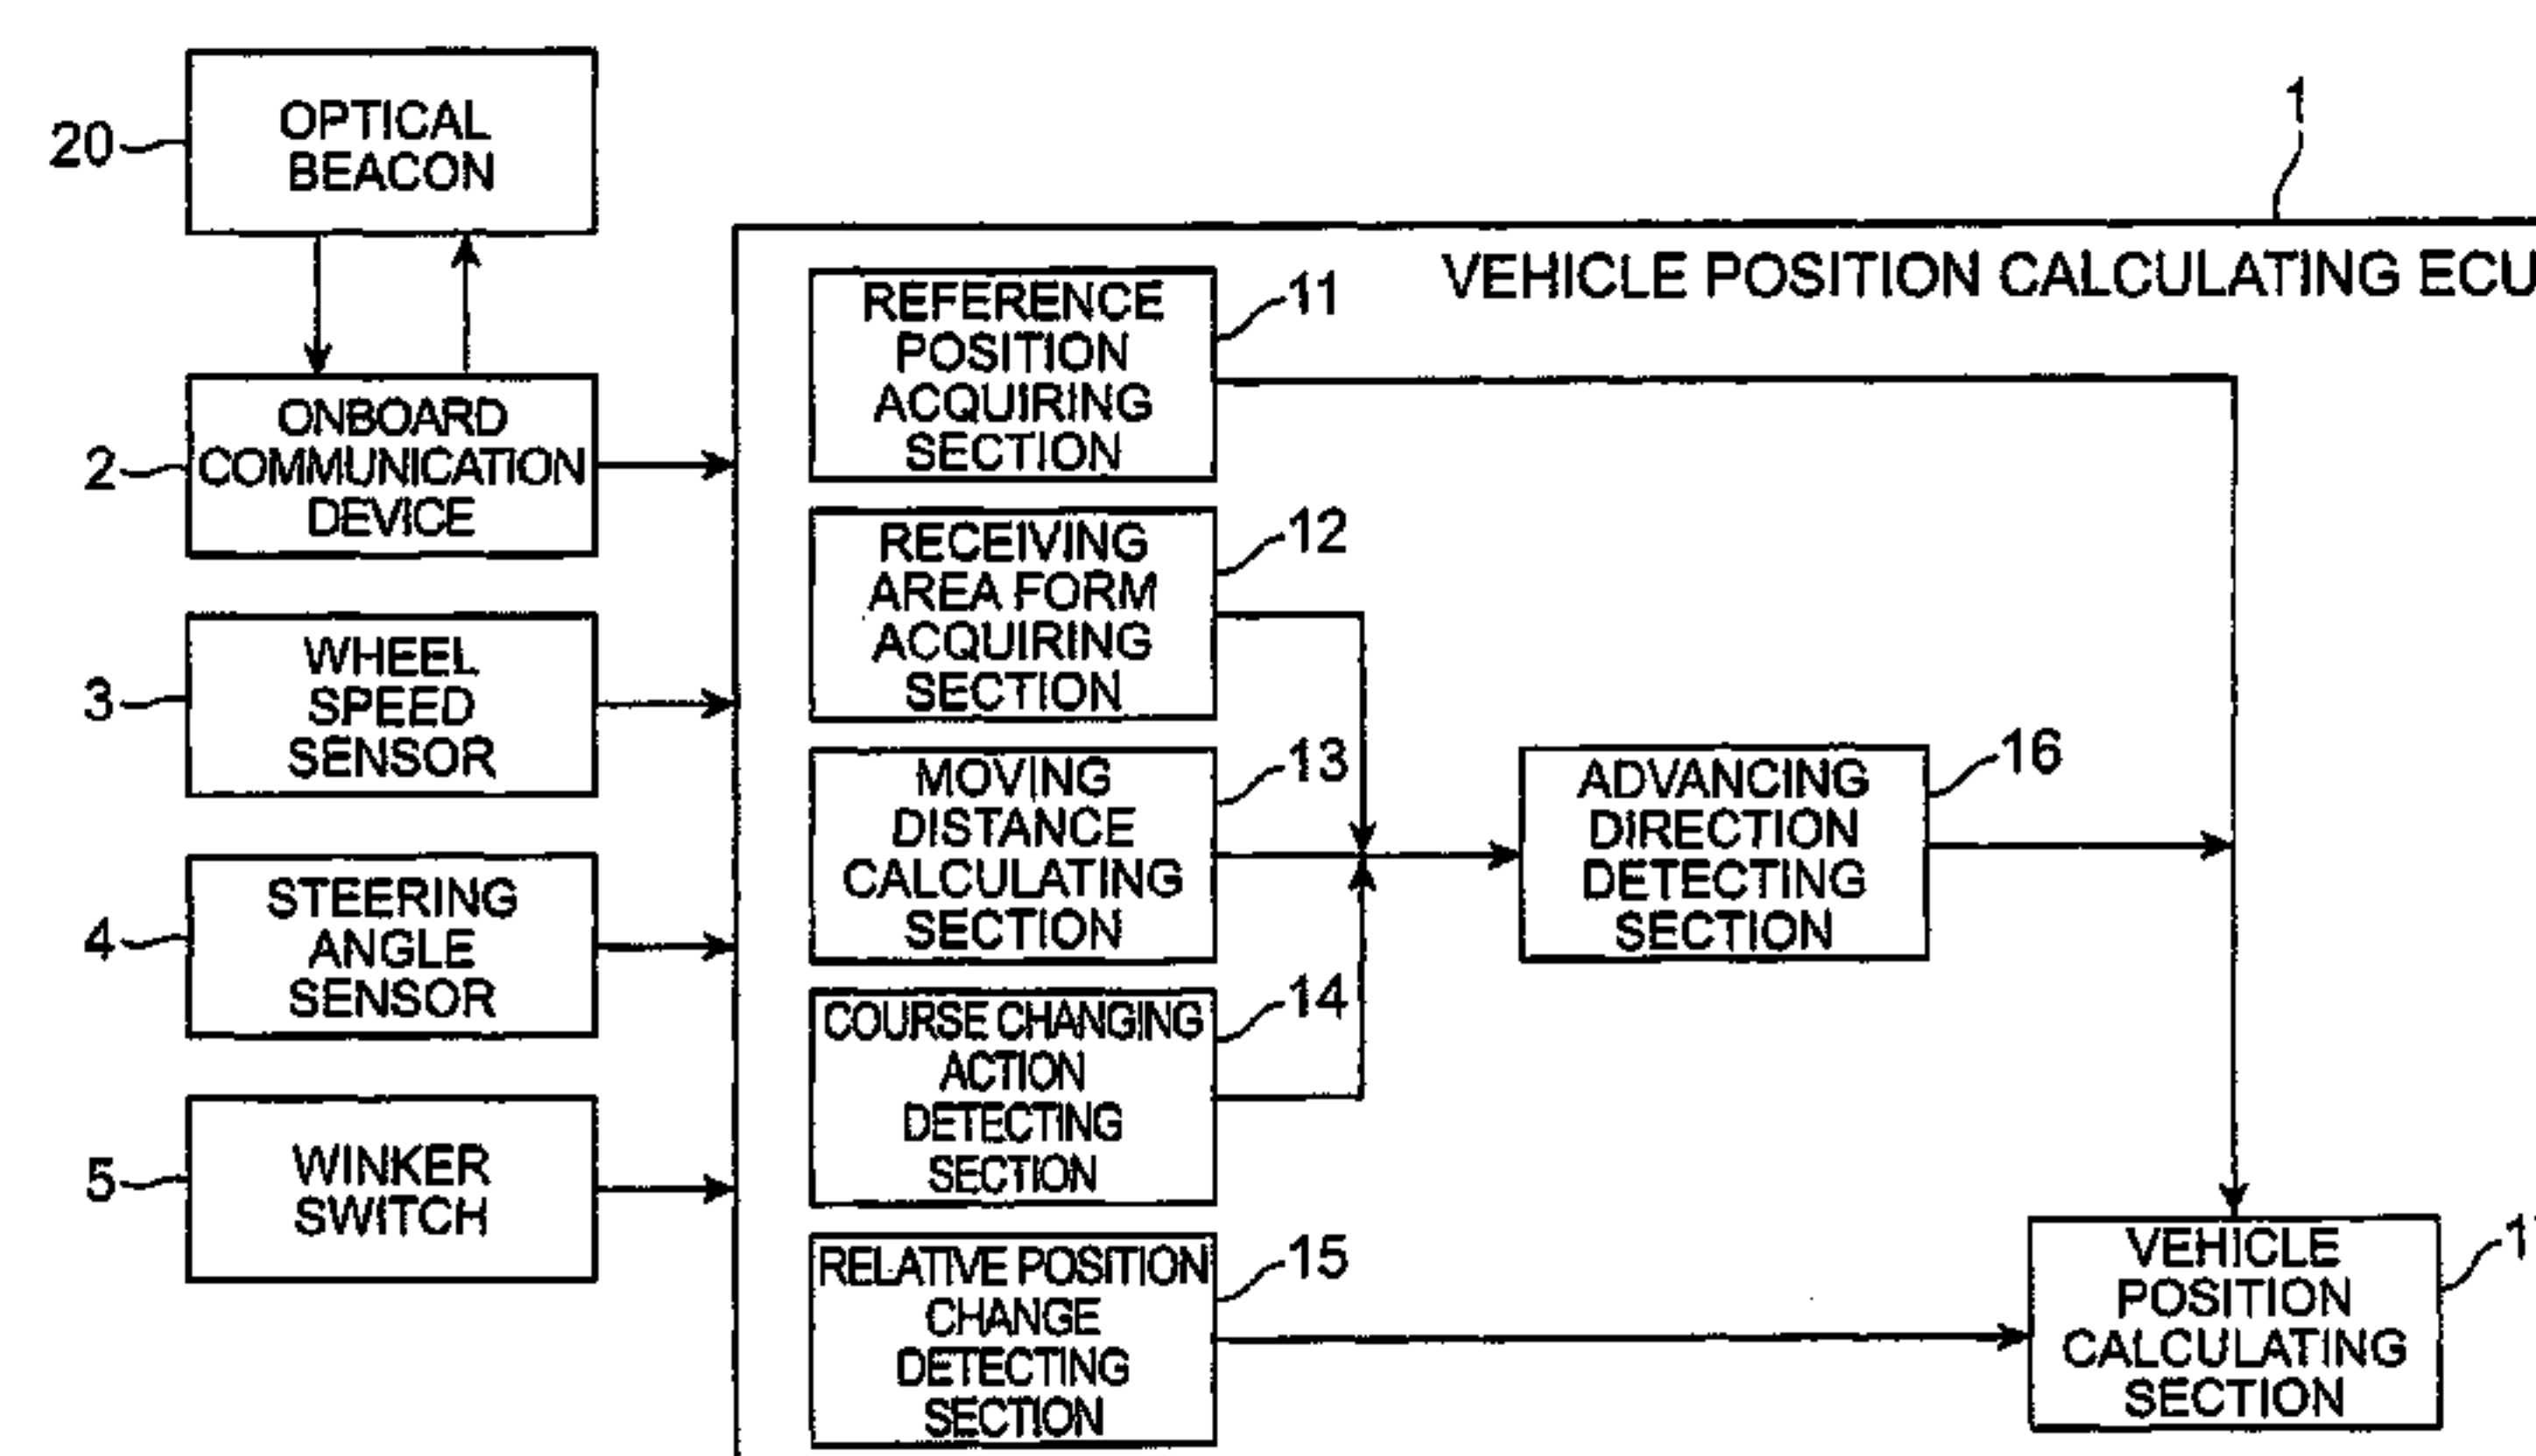 20
OPTICAL
BEACON
1
VEHICLE POSITION CALCULATING ECU
2
ONBOARD
COMMUNICATION
DEVICE
REFERENCE
POSITION
ACQUIRING
SECTION
11
RECEIVING
AREA FORM
ACQUIRING
SECTION
12
3
WHEEL
SPEED
SENSOR
MOVING
DISTANCE
CALCULATING
SECTION
13
ADVANCING
DIRECTION
DETECTING
SECTION
16
4
STEERING
ANGLE
SENSOR
COURSE CHANGING
ACTION
DETECTING
SECTION
14
5
WINKER
SWITCH
RELATIVE POSITION
CHANGE
DETECTING
SECTION
15
VEHICLE
POSITION
CALCULATING
SECTION